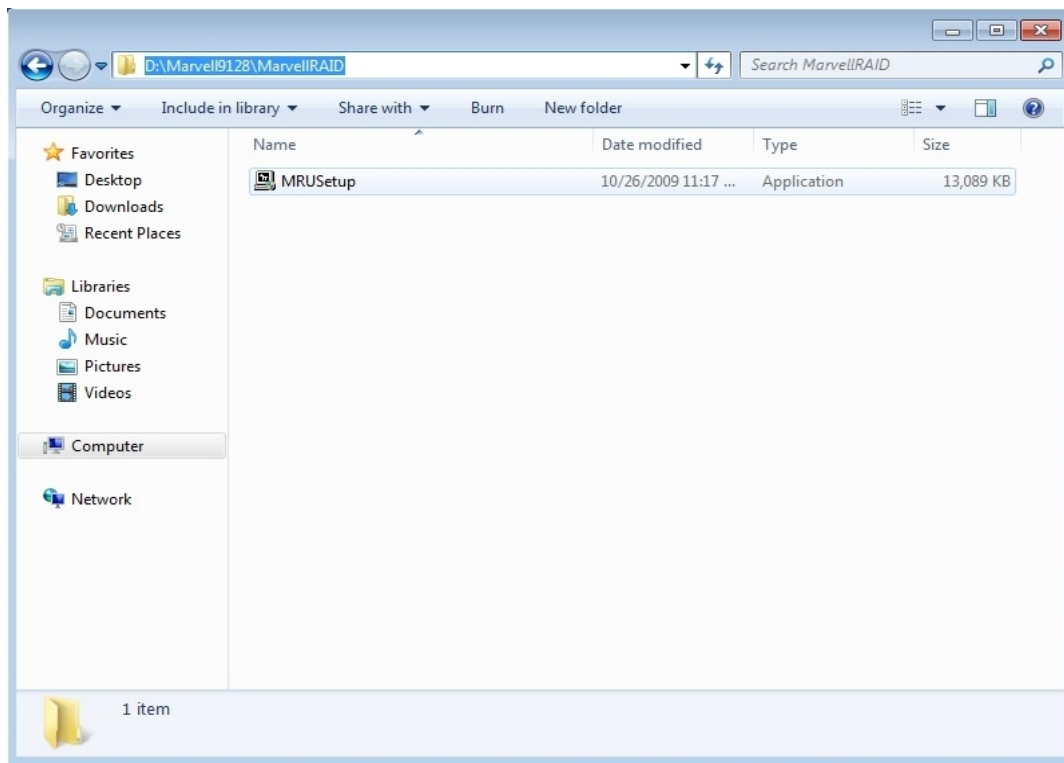 D:\Marvell9128\MarvellRAID
Search MarvellRAID
Organize Include in library Share with Burn New folder
Name Date modified Type Size
MRUSetup 10/26/2009 11:17 ... Application 13,089 KB
Favorites
Desktop
Downloads
Recent Places
Libraries
Documents
Music
Pictures
Videos
Computer
Network
1 item